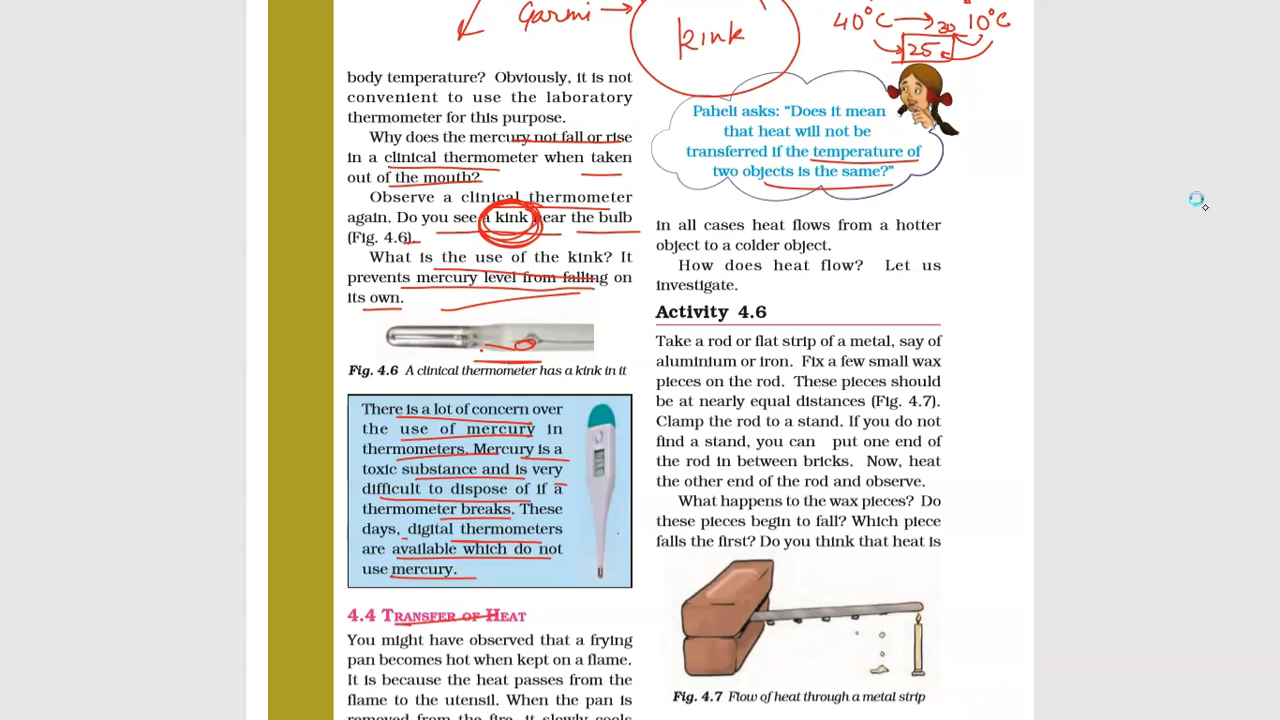 Garmi →
kink
40°C → 10°C
20
25
body temperature? Obviously, it is not
convenient to use the laboratory
thermometer for this purpose.
Why does the mercury not fall or rise
in a clinical thermometer when taken
out of the mouth?
Observe a clinical thermometer
again. Do you see a kink near the bulb
(Fig. 4.6).
What is the use of the kink? It
prevents mercury level from falling on
its own.
Fig. 4.6 A clinical thermometer has a kink in it
There is a lot of concern over
the use of mercury in
thermometers. Mercury is a
toxic substance and is very
difficult to dispose of if a
thermometer breaks. These
days, digital thermometers
are available which do not
use mercury.
4.4 TRANSFER OF HEAT
You might have observed that a frying
pan becomes hot when kept on a flame.
It is because the heat passes from the
flame to the utensil. When the pan is
removed from the fire, it slowly cools
Paheli asks: “Does it mean
that heat will not be
transferred if the temperature of
two objects is the same?”
in all cases heat flows from a hotter
object to a colder object.
How does heat flow? Let us
investigate.
Activity 4.6
Take a rod or flat strip of a metal, say of
aluminium or iron. Fix a few small wax
pieces on the rod. These pieces should
be at nearly equal distances (Fig. 4.7).
Clamp the rod to a stand. If you do not
find a stand, you can put one end of
the rod in between bricks. Now, heat
the other end of the rod and observe.
What happens to the wax pieces? Do
these pieces begin to fall? Which piece
falls the first? Do you think that heat is
Fig. 4.7 Flow of heat through a metal strip